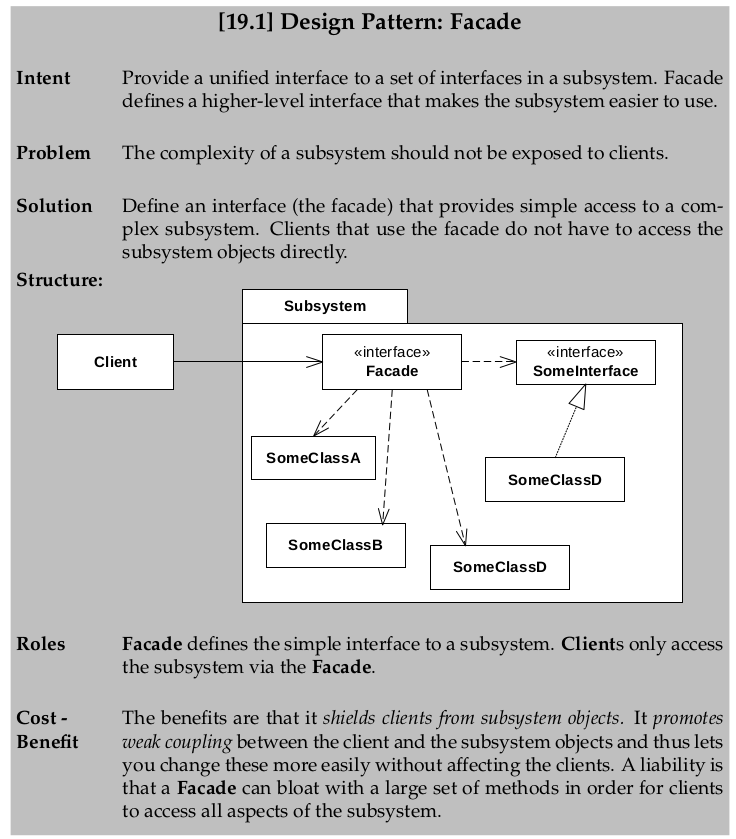 [19.1] Design Pattern: Facade
Intent Provide a unified interface to a set of interfaces in a subsystem. Facade
defines a higher-level interface that makes the subsystem easier to use.
Problem The complexity of a subsystem should not be exposed to clients.
Solution Define an interface (the facade) that provides simple access to a com-
plex subsystem. Clients that use the facade do not have to access the
subsystem objects directly.
Structure:
Subsystem
Client
«interface»
Facade
«interface»
SomeInterface
SomeClassA
SomeClassD
SomeClassB
SomeClassD
Roles Facade defines the simple interface to a subsystem. Clients only access
the subsystem via the Facade.
Cost - The benefits are that it shields clients from subsystem objects. It promotes
Benefit weak coupling between the client and the subsystem objects and thus lets
you change these more easily without affecting the clients. A liability is
that a Facade can bloat with a large set of methods in order for clients
to access all aspects of the subsystem.